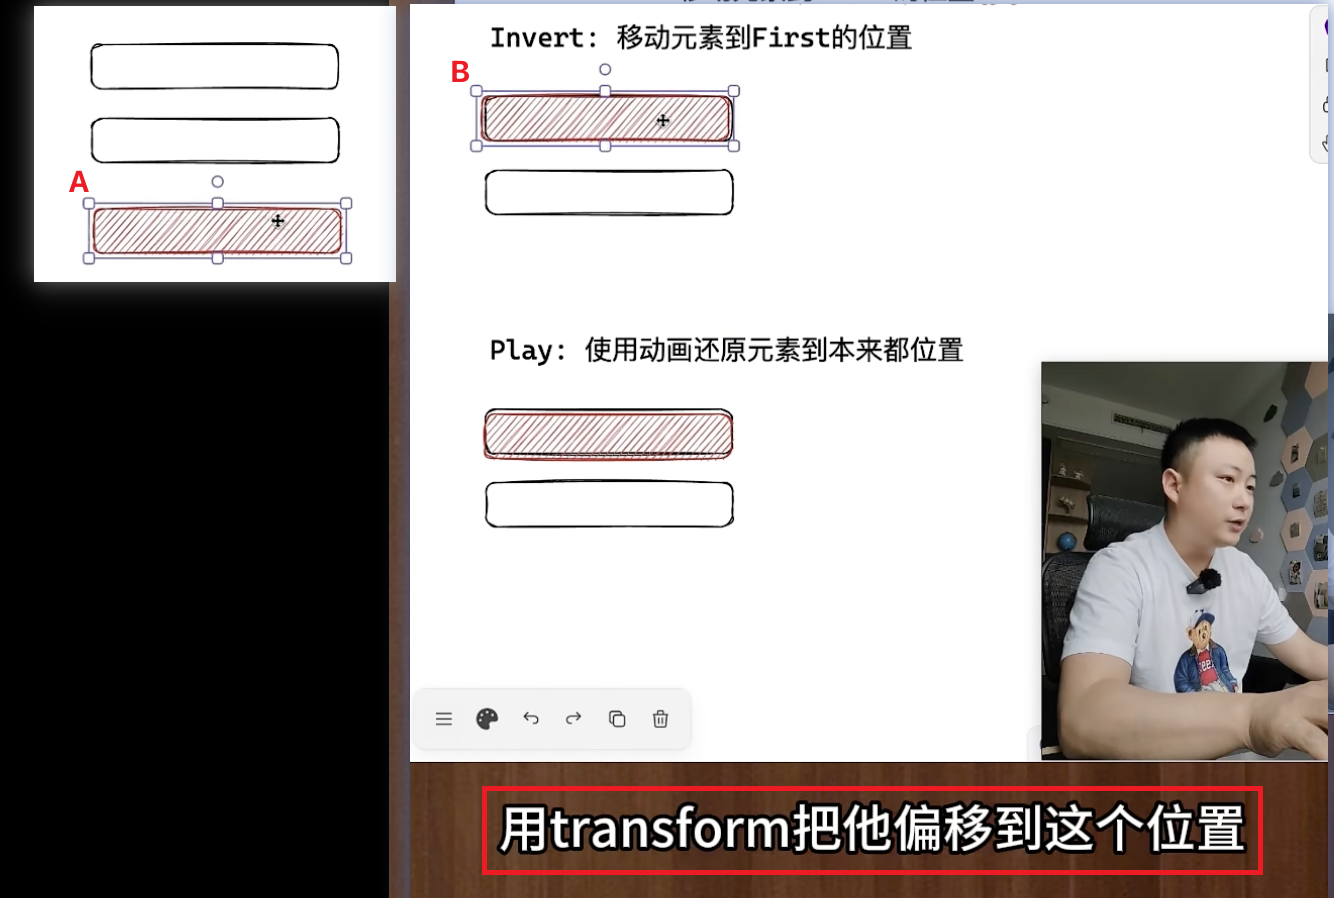 A
Invert: 移动元素到First的位置
B
Play: 使用动画还原元素到本来都位置
用transform把他偏移到这个位置